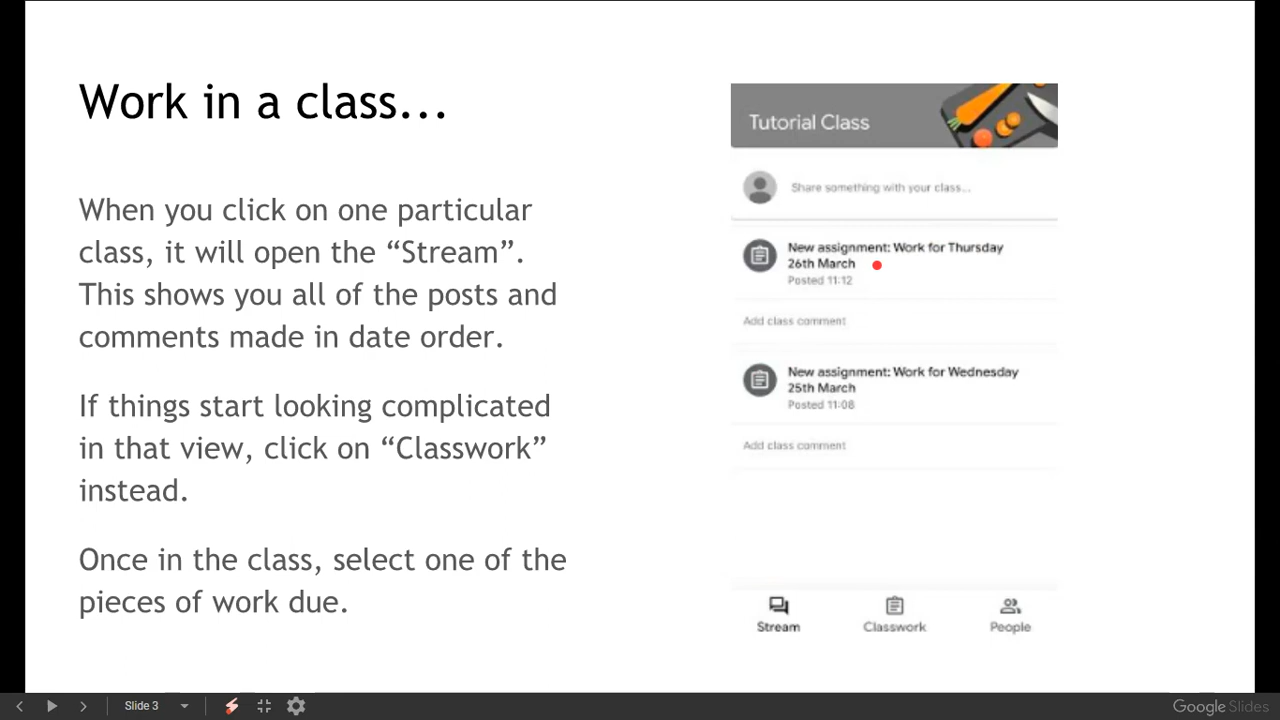 Work in a class...
When you click on one particular
class, it will open the “Stream”.
This shows you all of the posts and
comments made in date order.
If things start looking complicated
in that view, click on “Classwork”
instead.
Once in the class, select one of the
pieces of work due.
Tutorial Class
Share something with your class...
New assignment: Work for Thursday
26th March
Posted 11:12
Add class comment
New assignment: Work for Wednesday
25th March
Posted 11:08
Add class comment
Stream Classwork People
Slide 3
Google Slides